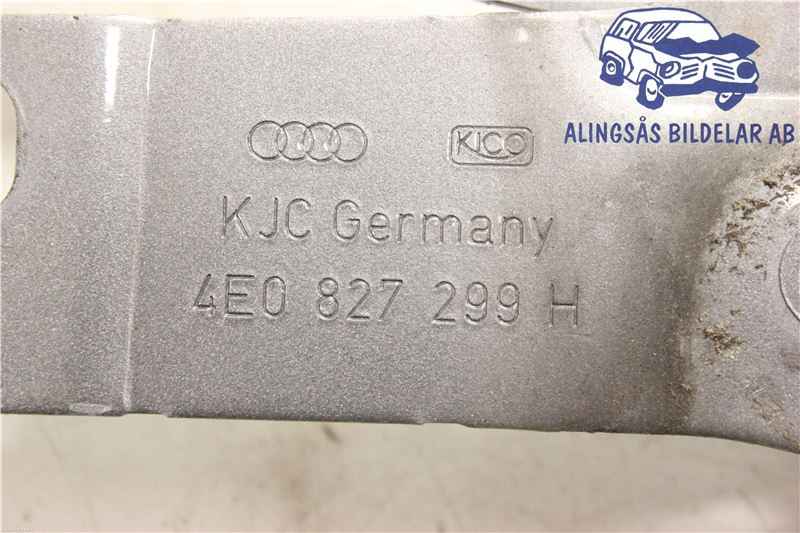 ALINGSÅS BILDELAR AB
KICO
KJC Germany
4E0 827 299 H